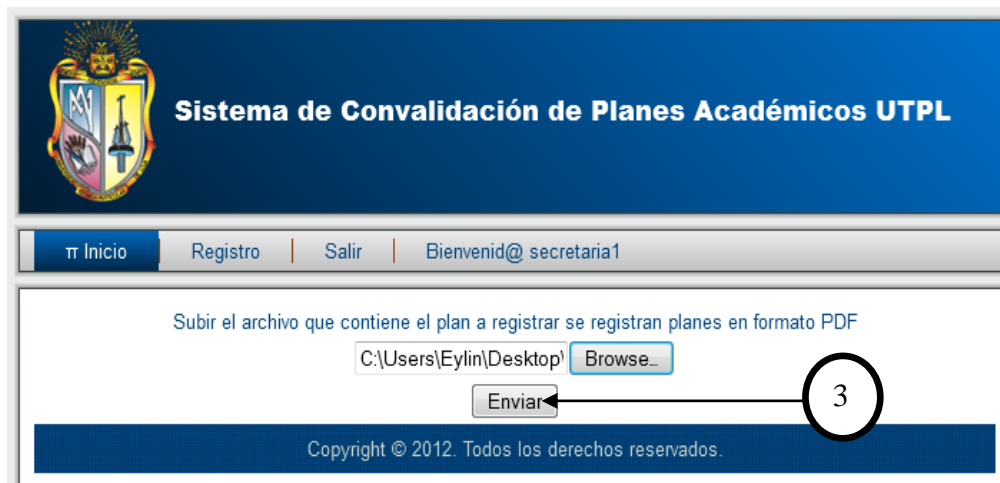 Sistema de Convalidación de Planes Académicos UTPL
π Inicio Registro Salir Bienvenid@ secretaria1
Subir el archivo que contiene el plan a registrar se registran planes en formato PDF
C:\Users\Eylin\Desktop\ Browse...
Enviar 3
Copyright © 2012. Todos los derechos reservados.